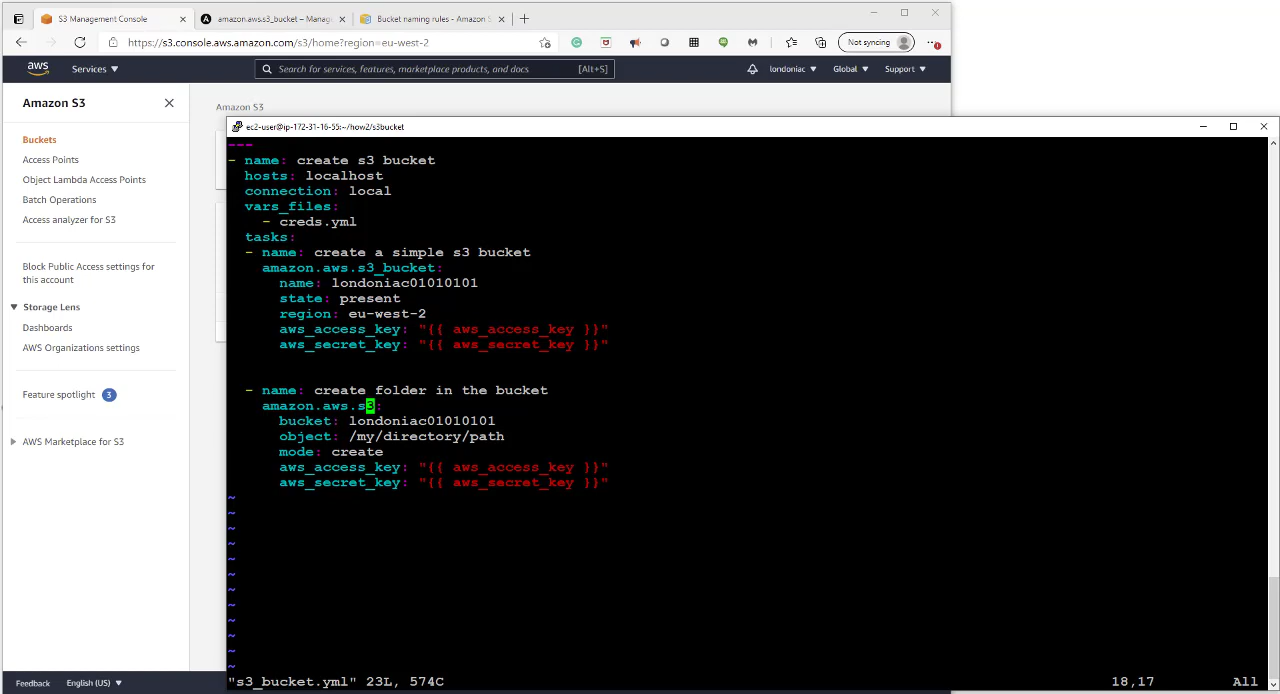 S3 Management Console
amazon.aws.s3_bucket – Manag
Bucket naming rules - Amazon S
https://s3.console.aws.amazon.com/s3/home?region=eu-west-2
Not syncing
aws
Services
Search for services, features, marketplace products, and docs
[Alt+S]
londoniac
Global
Support
Amazon S3
Buckets
Access Points
Object Lambda Access Points
Batch Operations
Access analyzer for S3
Block Public Access settings for
this account
Storage Lens
Dashboards
AWS Organizations settings
Feature spotlight 3
AWS Marketplace for S3
Amazon S3
ec2-user@ip-172-31-16-55:~/how2/s3bucket
---
- name: create s3 bucket
hosts: localhost
connection: local
vars_files:
- creds.yml
tasks:
- name: create a simple s3 bucket
amazon.aws.s3_bucket:
name: londoniac01010101
state: present
region: eu-west-2
aws_access_key: "{{ aws_access_key }}"
aws_secret_key: "{{ aws_secret_key }}"
- name: create folder in the bucket
amazon.aws.s3:
bucket: londoniac01010101
object: /my/directory/path
mode: create
aws_access_key: "{{ aws_access_key }}"
aws_secret_key: "{{ aws_secret_key }}"
~
~
~
~
~
~
~
~
~
~
~
~
"s3_bucket.yml" 23L, 574C
18,17
All
Feedback
English (US)